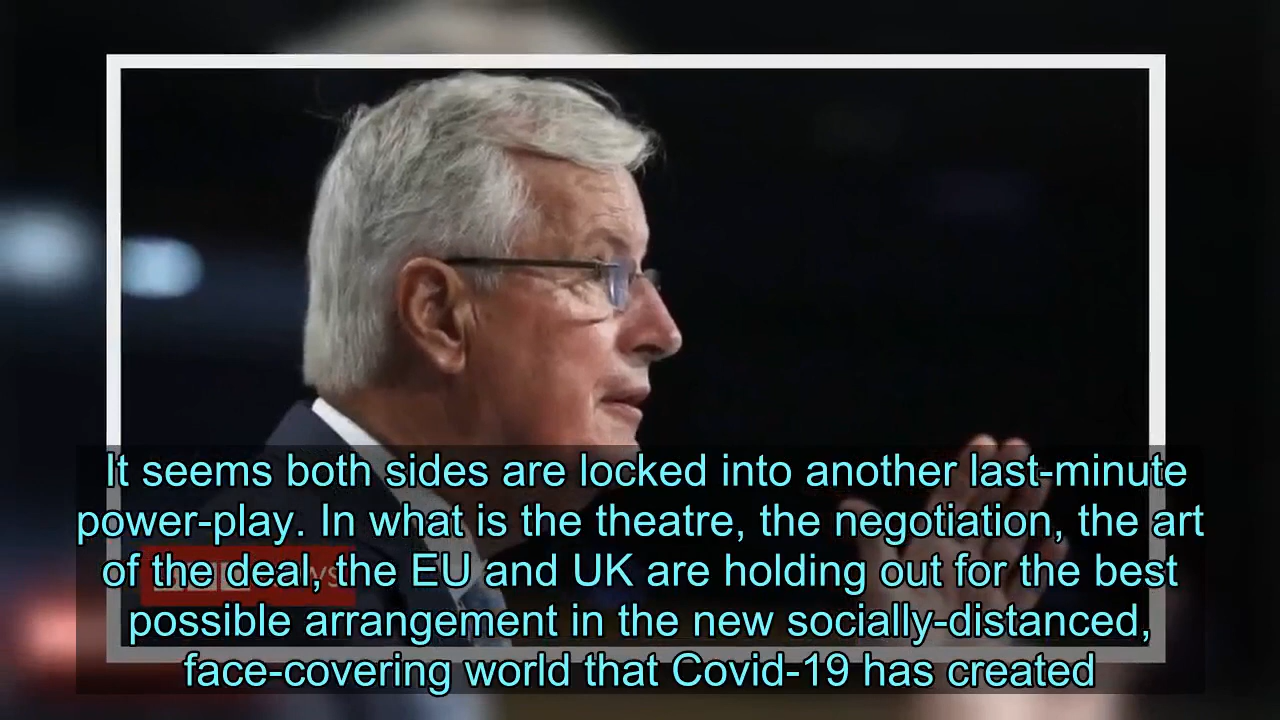 It seems both sides are locked into another last-minute
power-play. In what is the theatre, the negotiation, the art
of the deal, the EU and UK are holding out for the best
possible arrangement in the new socially-distanced,
face-covering world that Covid-19 has created